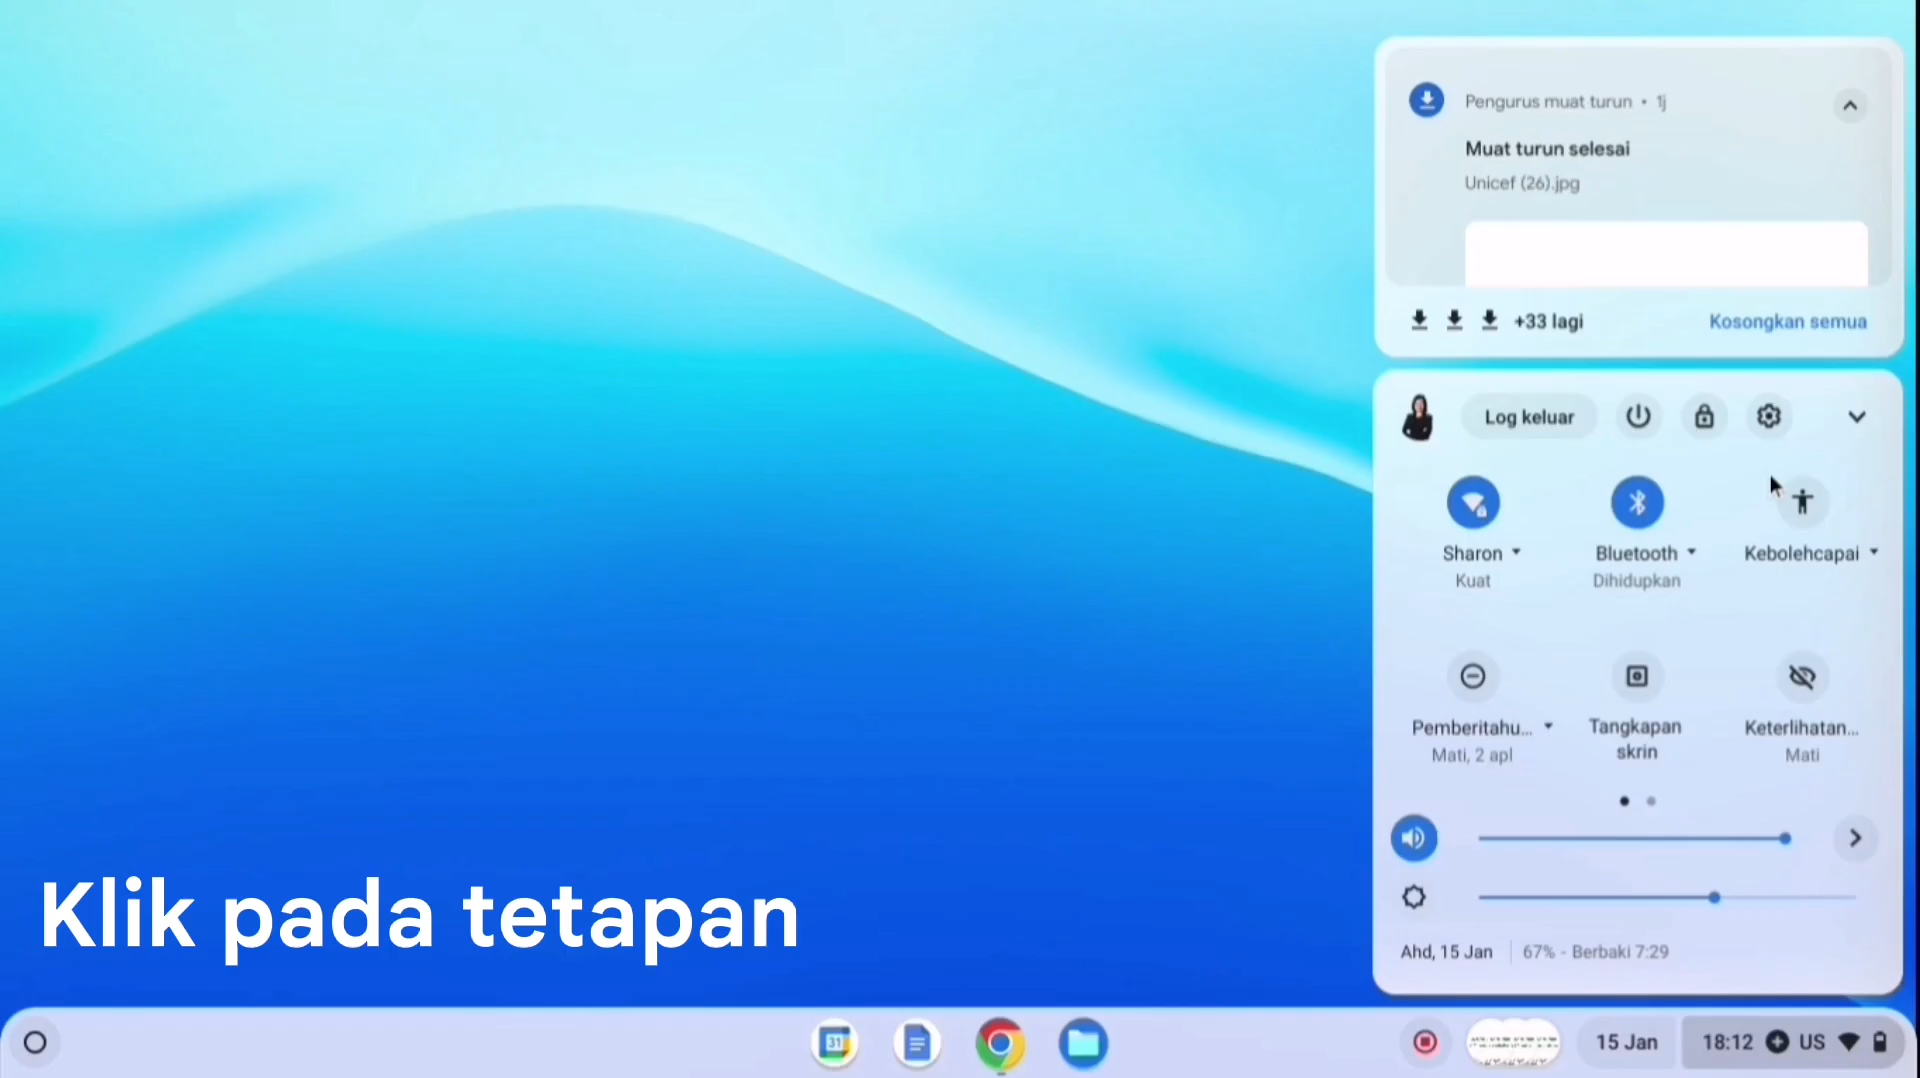 Pengurus muat turun • 1j
Muat turun selesai
Unicef (26).jpg
+33 lagi
Kosongkan semua
Log keluar
Sharon
Kuat
Bluetooth
Dihidupkan
Kebolehcapai
Pemberitahu...
Mati, 2 apl
Tangkapan
skrin
Keterlihatan...
Mati
Ahd, 15 Jan
67% - Berbaki 7:29
Klik pada tetapan
31
15 Jan
18:12
US